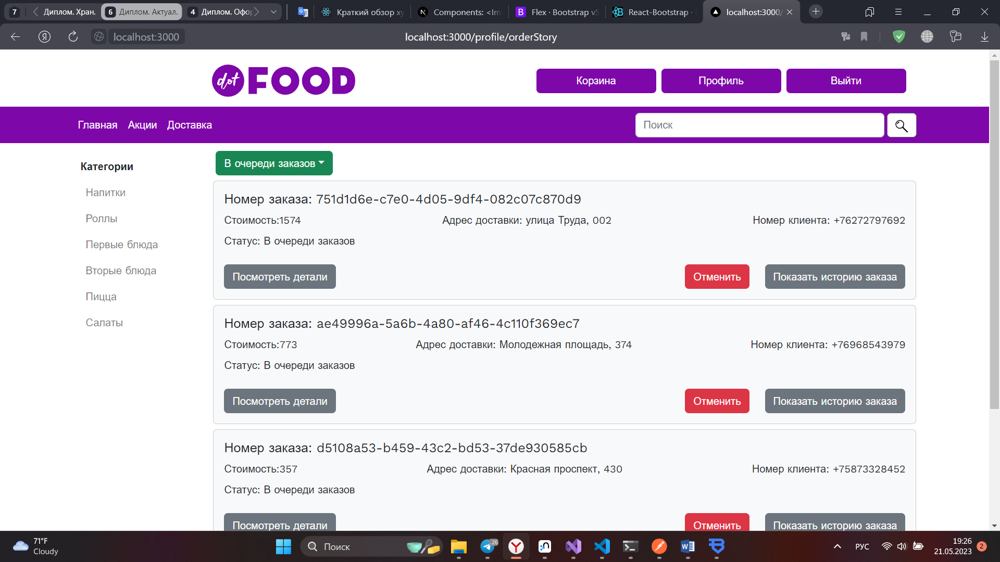 7 Диплом. Хран. 6 Диплом. Актуал. 4 Диплом. Офор Краткий обзор ху Components: <Im Flex · Bootstrap v5 React-Bootstrap · localhost:3000/
localhost:3000 localhost:3000/profile/orderStory
dot FOOD
Корзина Профиль Выйти
Главная Акции Доставка Поиск
Категории
Напитки
Роллы
Первые блюда
Вторые блюда
Пицца
Салаты
В очереди заказов
Номер заказа: 751d1d6e-c7e0-4d05-9df4-082c07c870d9
Стоимость:1574 Адрес доставки: улица Труда, 002 Номер клиента: +76272797692
Статус: В очереди заказов
Посмотреть детали Отменить Показать историю заказа
Номер заказа: ae49996a-5a6b-4a80-af46-4c110f369ec7
Стоимость:773 Адрес доставки: Молодежная площадь, 374 Номер клиента: +76968543979
Статус: В очереди заказов
Посмотреть детали Отменить Показать историю заказа
Номер заказа: d5108a53-b459-43c2-bd53-37de930585cb
Стоимость:357 Адрес доставки: Красная проспект, 430 Номер клиента: +75873328452
Статус: В очереди заказов
Посмотреть детали Отменить Показать историю заказа
71°F
Cloudy
Поиск
26
РУС
19:26
21.05.2023
2